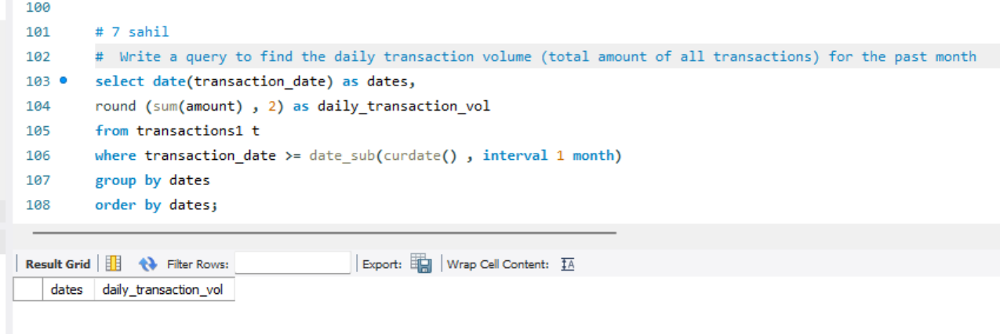 100
101 # 7 sahil
102 # Write a query to find the daily transaction volume (total amount of all transactions) for the past month
103 select date(transaction_date) as dates,
104 round (sum(amount) , 2) as daily_transaction_vol
105 from transactions1 t
106 where transaction_date >= date_sub(curdate() , interval 1 month)
107 group by dates
108 order by dates;
Result Grid Filter Rows: Export: Wrap Cell Content: IA
dates daily_transaction_vol